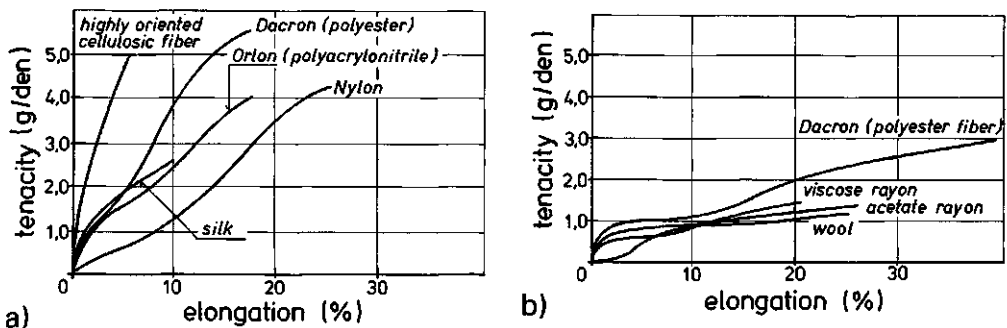 highly oriented
cellulosic fiber
Dacron (polyester)
Orlon (polyacrylonitrile)
Nylon
silk
tenacity (g/den)
5,0
4,0
3,0
2,0
1,0
0
10
20
30
elongation (%)
a)
Dacron (polyester fiber)
viscose rayon
acetate rayon
wool
tenacity (g/den)
5,0
4,0
3,0
2,0
1,0
0
10
20
30
elongation (%)
b)